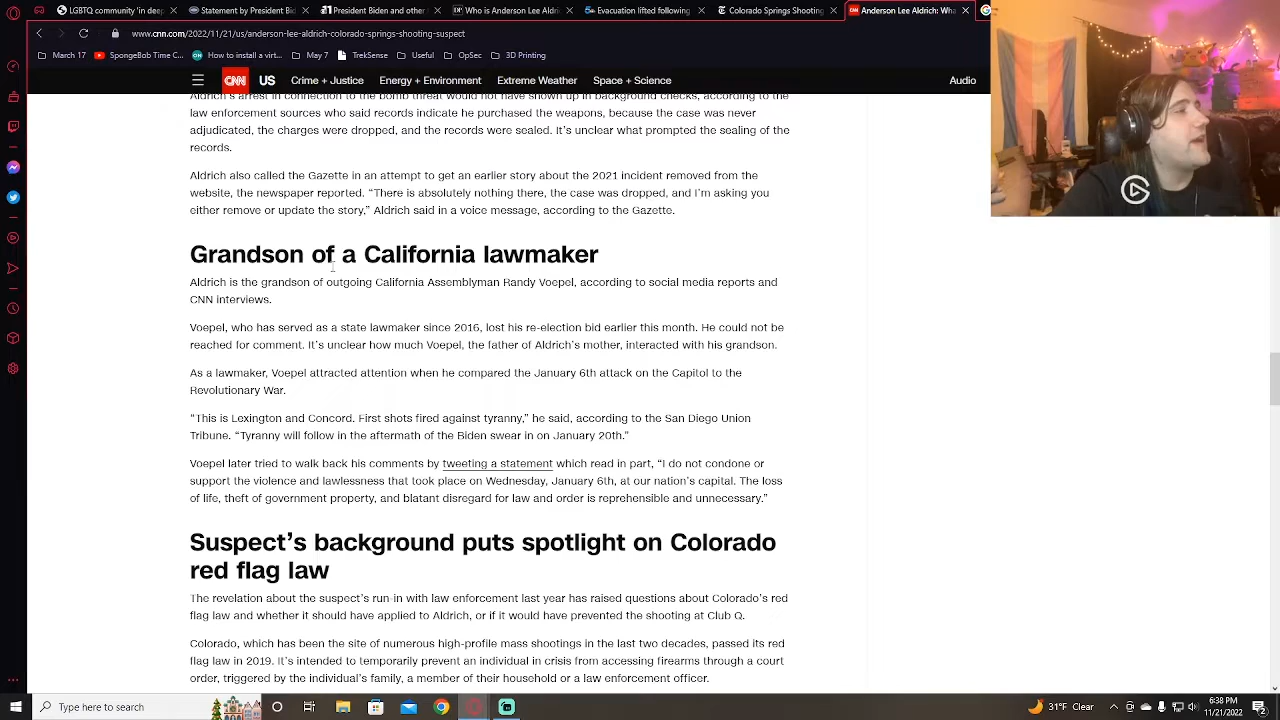 LGBTQ community 'in deep
Statement by President Bid
President Biden and other
Who is Anderson Lee Aldri
Evacuation lifted following
Colorado Springs Shooting
Anderson Lee Aldrich: Wha
www.cnn.com/2022/11/21/us/anderson-lee-aldrich-colorado-springs-shooting-suspect
March 17
SpongeBob Time C...
How to install a virt...
May 7
TrekSense
Useful
OpSec
3D Printing
CNN US Crime + Justice Energy + Environment Extreme Weather Space + Science Audio
Aldrich's arrest in connection to the bomb threat would not have shown up in background checks, according to the
law enforcement sources who said records indicate he purchased the weapons, because the case was never
adjudicated, the charges were dropped, and the records were sealed. It's unclear what prompted the sealing of the
records.
Aldrich also called the Gazette in an attempt to get an earlier story about the 2021 incident removed from the
website, the newspaper reported. "There is absolutely nothing there, the case was dropped, and I'm asking you
either remove or update the story," Aldrich said in a voice message, according to the Gazette.
Grandson of a California lawmaker
Aldrich is the grandson of outgoing California Assemblyman Randy Voepel, according to social media reports and
CNN interviews.
Voepel, who has served as a state lawmaker since 2016, lost his re-election bid earlier this month. He could not be
reached for comment. It's unclear how much Voepel, the father of Aldrich's mother, interacted with his grandson.
As a lawmaker, Voepel attracted attention when he compared the January 6th attack on the Capitol to the
Revolutionary War.
"This is Lexington and Concord. First shots fired against tyranny," he said, according to the San Diego Union
Tribune. "Tyranny will follow in the aftermath of the Biden swear in on January 20th."
Voepel later tried to walk back his comments by tweeting a statement which read in part, "I do not condone or
support the violence and lawlessness that took place on Wednesday, January 6th, at our nation's capital. The loss
of life, theft of government property, and blatant disregard for law and order is reprehensible and unnecessary."
Suspect's background puts spotlight on Colorado
red flag law
The revelation about the suspect's run-in with law enforcement last year has raised questions about Colorado's red
flag law and whether it should have applied to Aldrich, or if it would have prevented the shooting at Club Q.
Colorado, which has been the site of numerous high-profile mass shootings in the last two decades, passed its red
flag law in 2019. It's intended to temporarily prevent an individual in crisis from accessing firearms through a court
order, triggered by the individual's family, a member of their household or a law enforcement officer.
Type here to search
31°F Clear
6:38 PM
11/21/2022